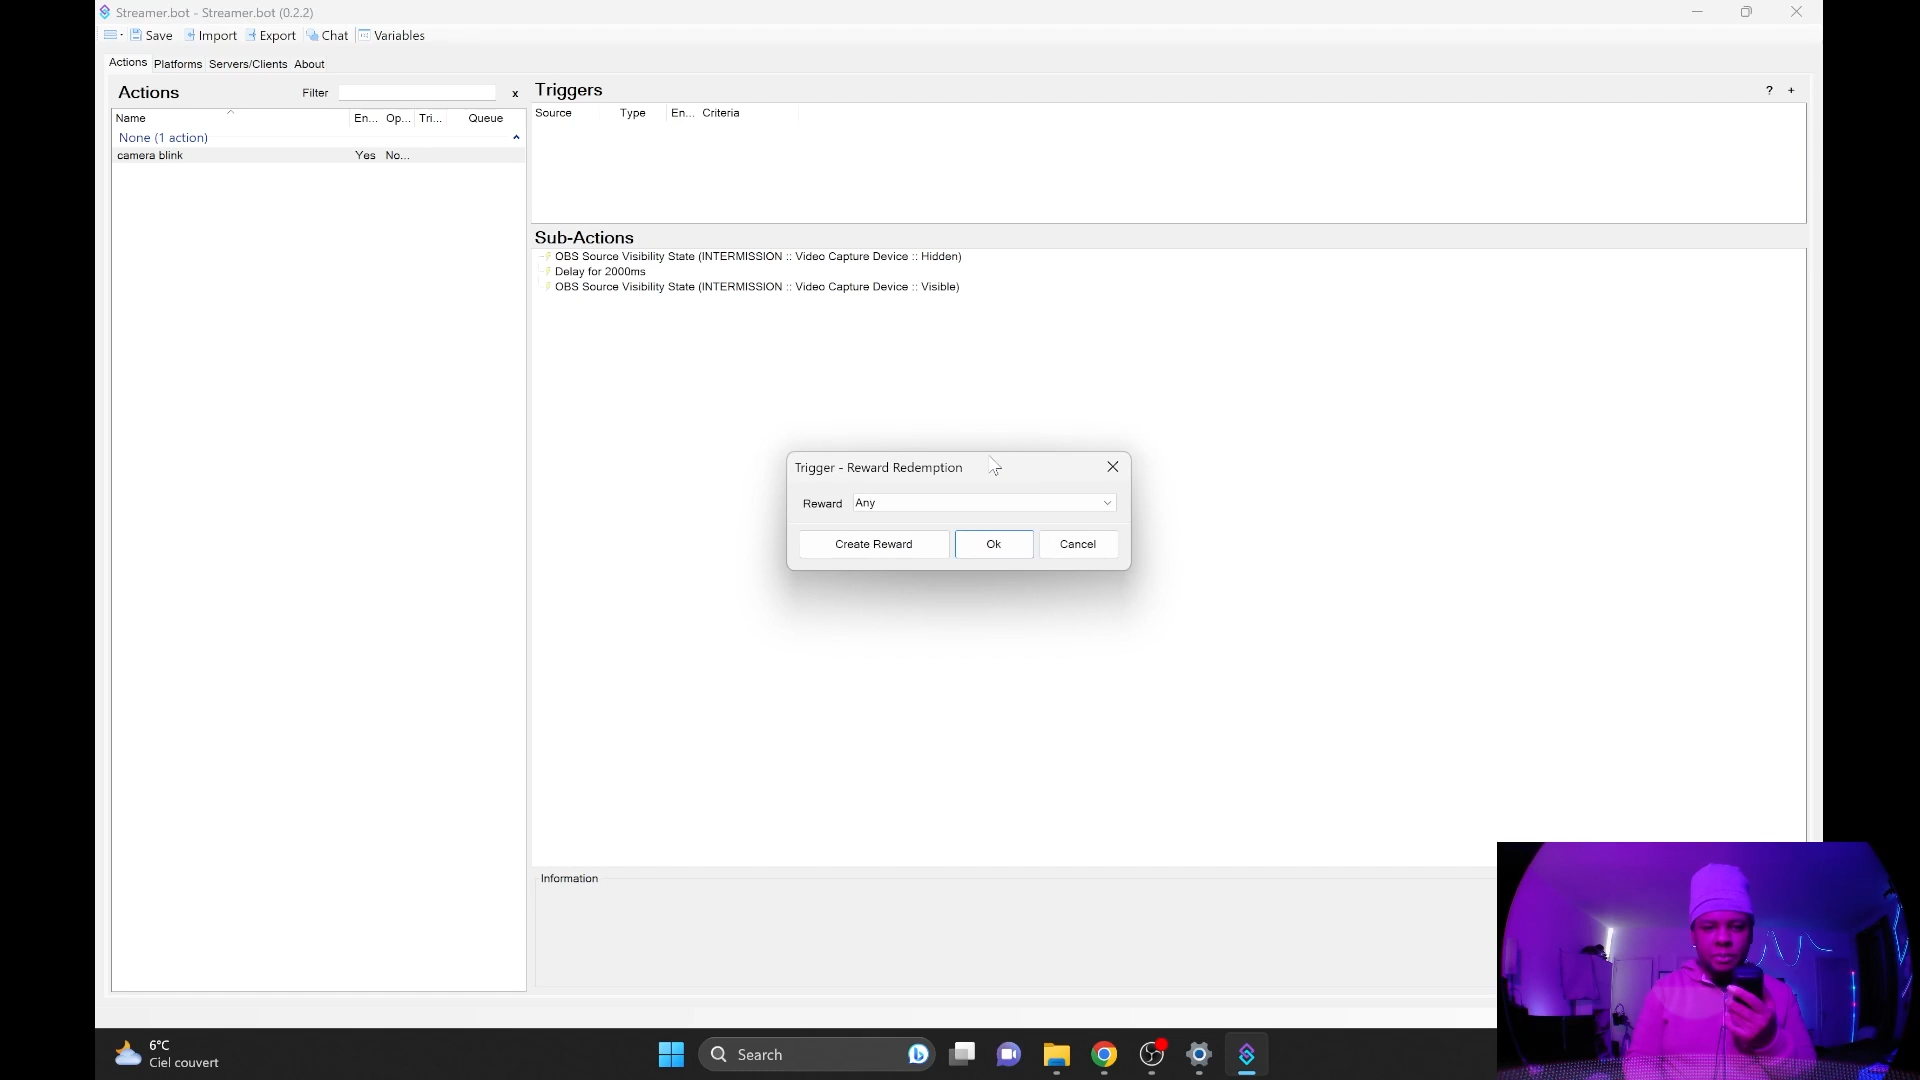 Streamer.bot - Streamer.bot (0.2.2)
Save Import Export Chat Variables
Actions Platforms Servers/Clients About
Actions Filter x
Name En... Op... Tri... Queue
None (1 action)
camera blink Yes No...
Triggers ? +
Source Type En... Criteria
Sub-Actions
OBS Source Visibility State (INTERMISSION :: Video Capture Device :: Hidden)
Delay for 2000ms
OBS Source Visibility State (INTERMISSION :: Video Capture Device :: Visible)
Trigger - Reward Redemption
Reward Any
Create Reward Ok Cancel
Information
6°C
Ciel couvert
Search